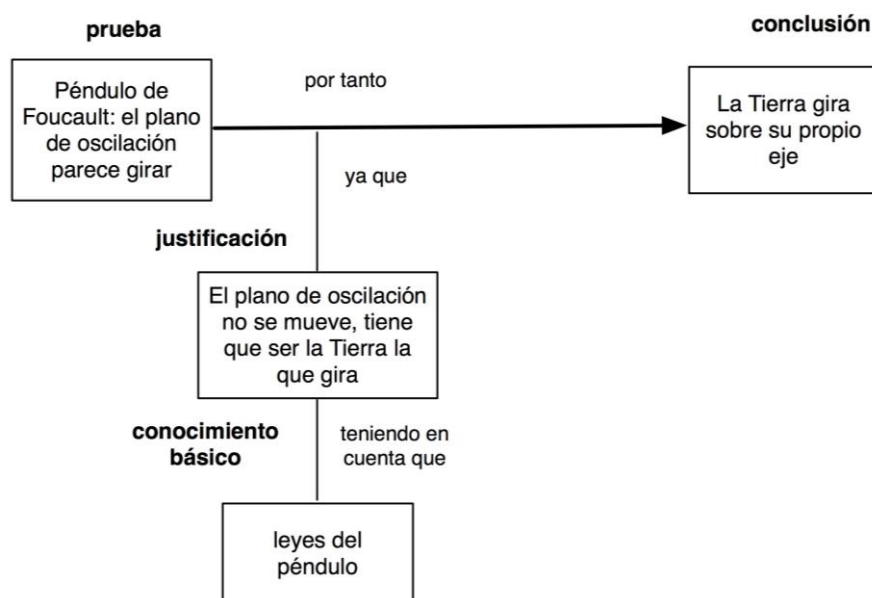 prueba
conclusión
Péndulo de
Foucault: el plano
de oscilación
parece girar
por tanto
La Tierra gira
sobre su propio
eje
ya que
justificación
El plano de oscilación
no se mueve, tiene
que ser la Tierra la
que gira
conocimiento
básico
teniendo en
cuenta que
leyes del
péndulo